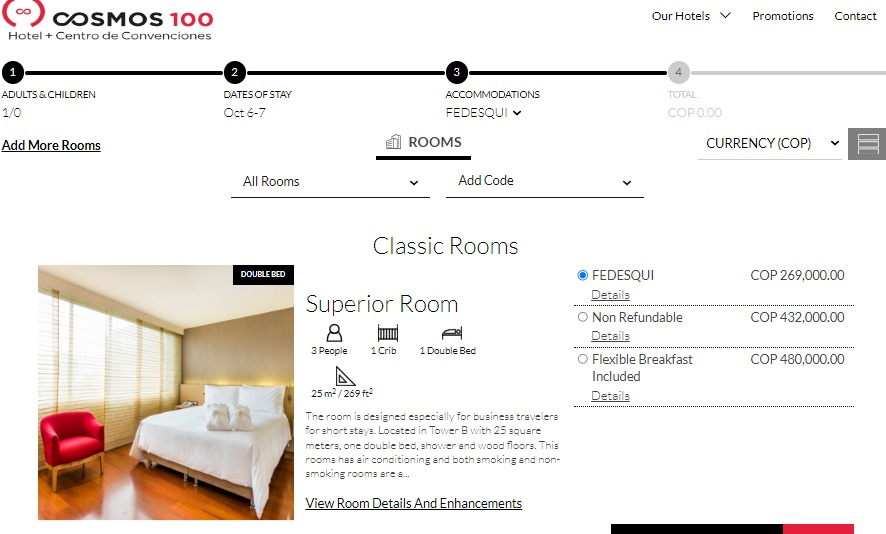 COSMOS 100
Hotel + Centro de Convenciones
Our Hotels
Promotions
Contact
1
2
3
4
ADULTS & CHILDREN
DATES OF STAY
ACCOMMODATIONS
TOTAL
1/0
Oct 6-7
FEDESQUI
COP 0.00
Add More Rooms
ROOMS
CURRENCY (COP)
All Rooms
Add Code
Classic Rooms
DOUBLE BED
Superior Room
3 People
1 Crib
1 Double Bed
25 m² / 269 ft²
The room is designed especially for business travelers
for short stays. Located in Tower B with 25 square
meters, one double bed, shower and wood floors. This
rooms has air conditioning and both smoking and non-
smoking rooms are a...
View Room Details And Enhancements
FEDESQUI COP 269,000.00
Details
Non Refundable COP 432,000.00
Details
Flexible Breakfast COP 480,000.00
Included
Details